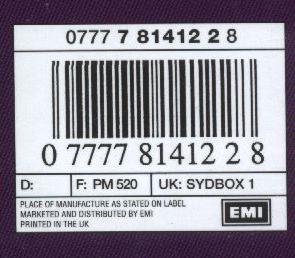 0777 7 81412 2 8
0 7777 81412 2 8
D: F: PM 520 UK: SYDBOX 1
PLACE OF MANUFACTURE AS STATED ON LABEL
MARKETED AND DISTRIBUTED BY EMI
PRINTED IN THE UK
EMI